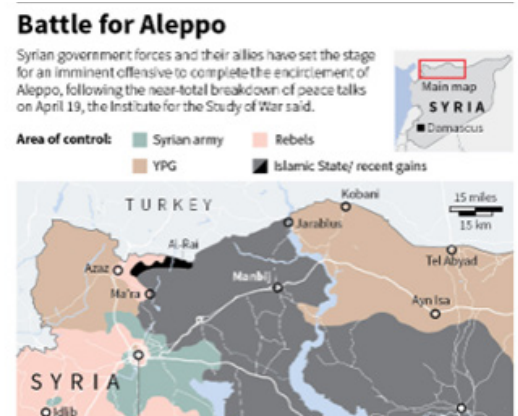 Battle for Aleppo
Syrian government forces and their allies have set the stage
for an imminent offensive to complete the encirclement of
Aleppo, following the near-total breakdown of peace talks
on April 19, the Institute for the Study of War said.
Main map
SYRIA
Damascus
Area of control:
Syrian army
Rebels
YPG
Islamic State/ recent gains
TURKEY
Kobani
15 miles
15 km
Jarablus
Al-Rai
Tel Abyad
Azaz
Manbij
Ma'ra
Ayn Isa
SYRIA
Idlib